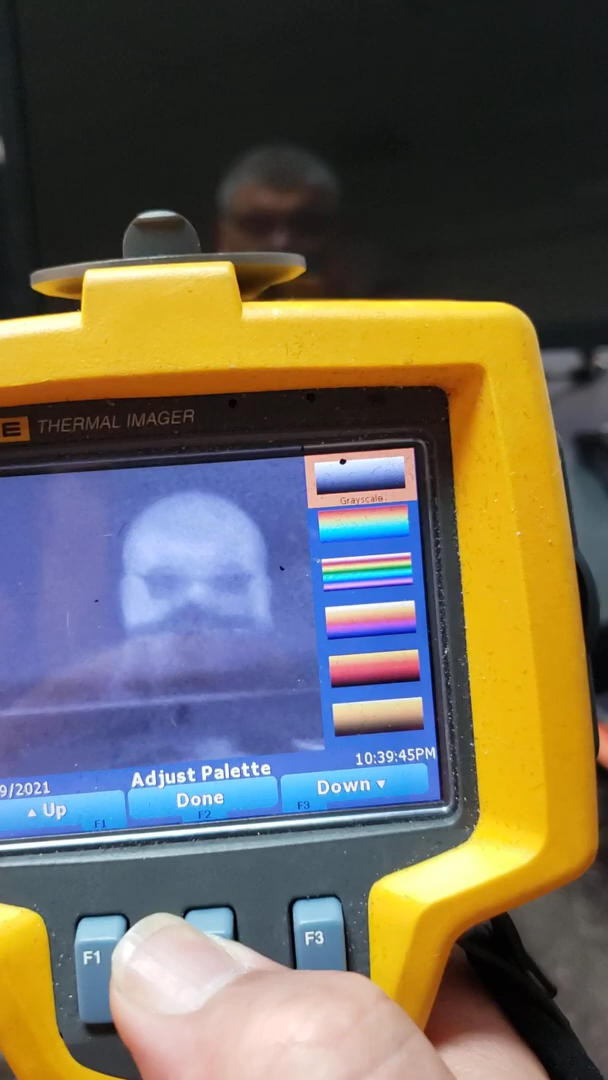 E THERMAL IMAGER
Grayscale
9/2021
Adjust Palette
10:39:45PM
▲ Up
Done
Down ▼
F1
F2
F3
F1
F3